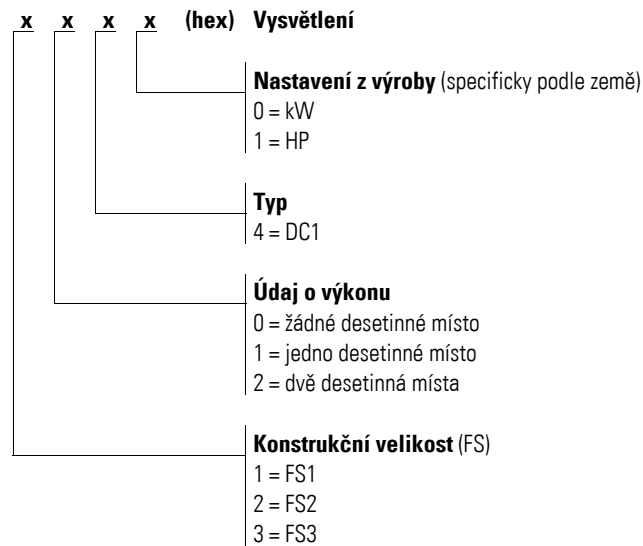 x x x x (hex) Vysvětlení
Nastavení z výroby (specificky podle země)
0 = kW
1 = HP
Typ
4 = DC1
Údaj o výkonu
0 = žádné desetinné místo
1 = jedno desetinné místo
2 = dvě desetinná místa
Konstrukční velikost (FS)
1 = FS1
2 = FS2
3 = FS3